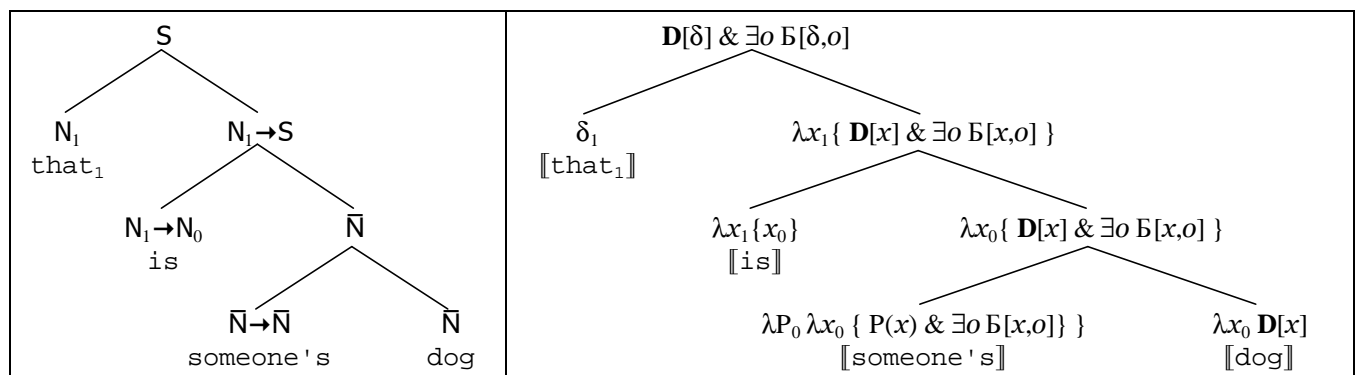 S
D[δ] & ∃o Б[δ,o]
N₁
N₁→S
δ₁
λx₁{ D[x] & ∃o Б[x,o] }
that₁
⟦that₁⟧
N₁→N₀
N̅
λx₁{x₀}
λx₀{ D[x] & ∃o Б[x,o] }
is
⟦is⟧
N̅→N̅
N̅
λP₀ λx₀ { P(x) & ∃o Б[x,o]} }
λx₀ D[x]
someone's
dog
⟦someone's⟧
⟦dog⟧